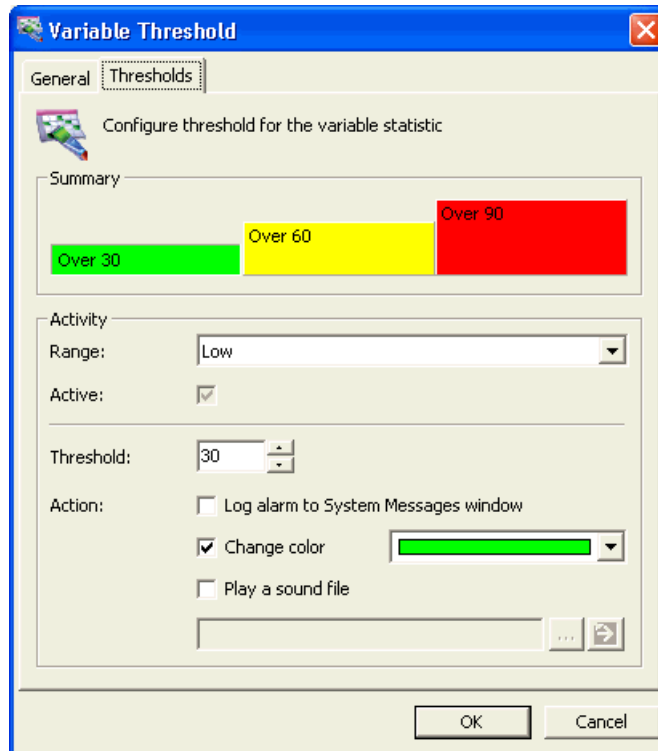 Variable Threshold
General Thresholds
Configure threshold for the variable statistic
Summary
Over 30
Over 60
Over 90
Activity
Range: Low
Active:
Threshold: 30
Action: Log alarm to System Messages window
Change color
Play a sound file
...
OK Cancel